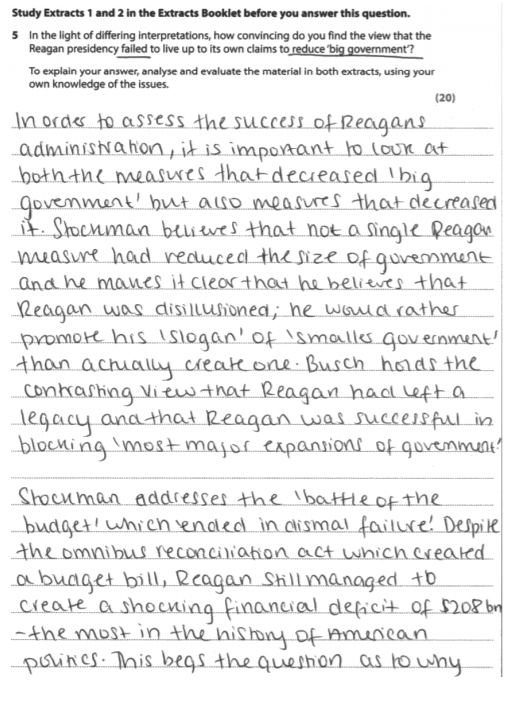 Study Extracts 1 and 2 in the Extracts Booklet before you answer this question.
5 In the light of differing interpretations, how convincing do you find the view that the
Reagan presidency failed to live up to its own claims to reduce 'big government'?
To explain your answer, analyse and evaluate the material in both extracts, using your
own knowledge of the issues.
(20)
In order to assess the success of Reagans
administration, it is important to look at
both the measures that decreased 'big
government' but also measures that decreased
it. Stockman believes that not a single Reagan
measure had reduced the size of government
and he makes it clear that he believes that
Reagan was disillusioned; he would rather
promote his 'slogan' of 'smaller government'
than actually create one. Busch holds the
contrasting view that Reagan had left a
legacy and that Reagan was successful in
blocking 'most major expansions of government'.
Stockman addresses the 'battle of the
budget' which 'ended in dismal failure'. Despite
the omnibus reconciliation act which created
a budget bill, Reagan still managed to
create a shocking financial deficit of $208bn
-the most in the history of American
politics. This begs the question as to why